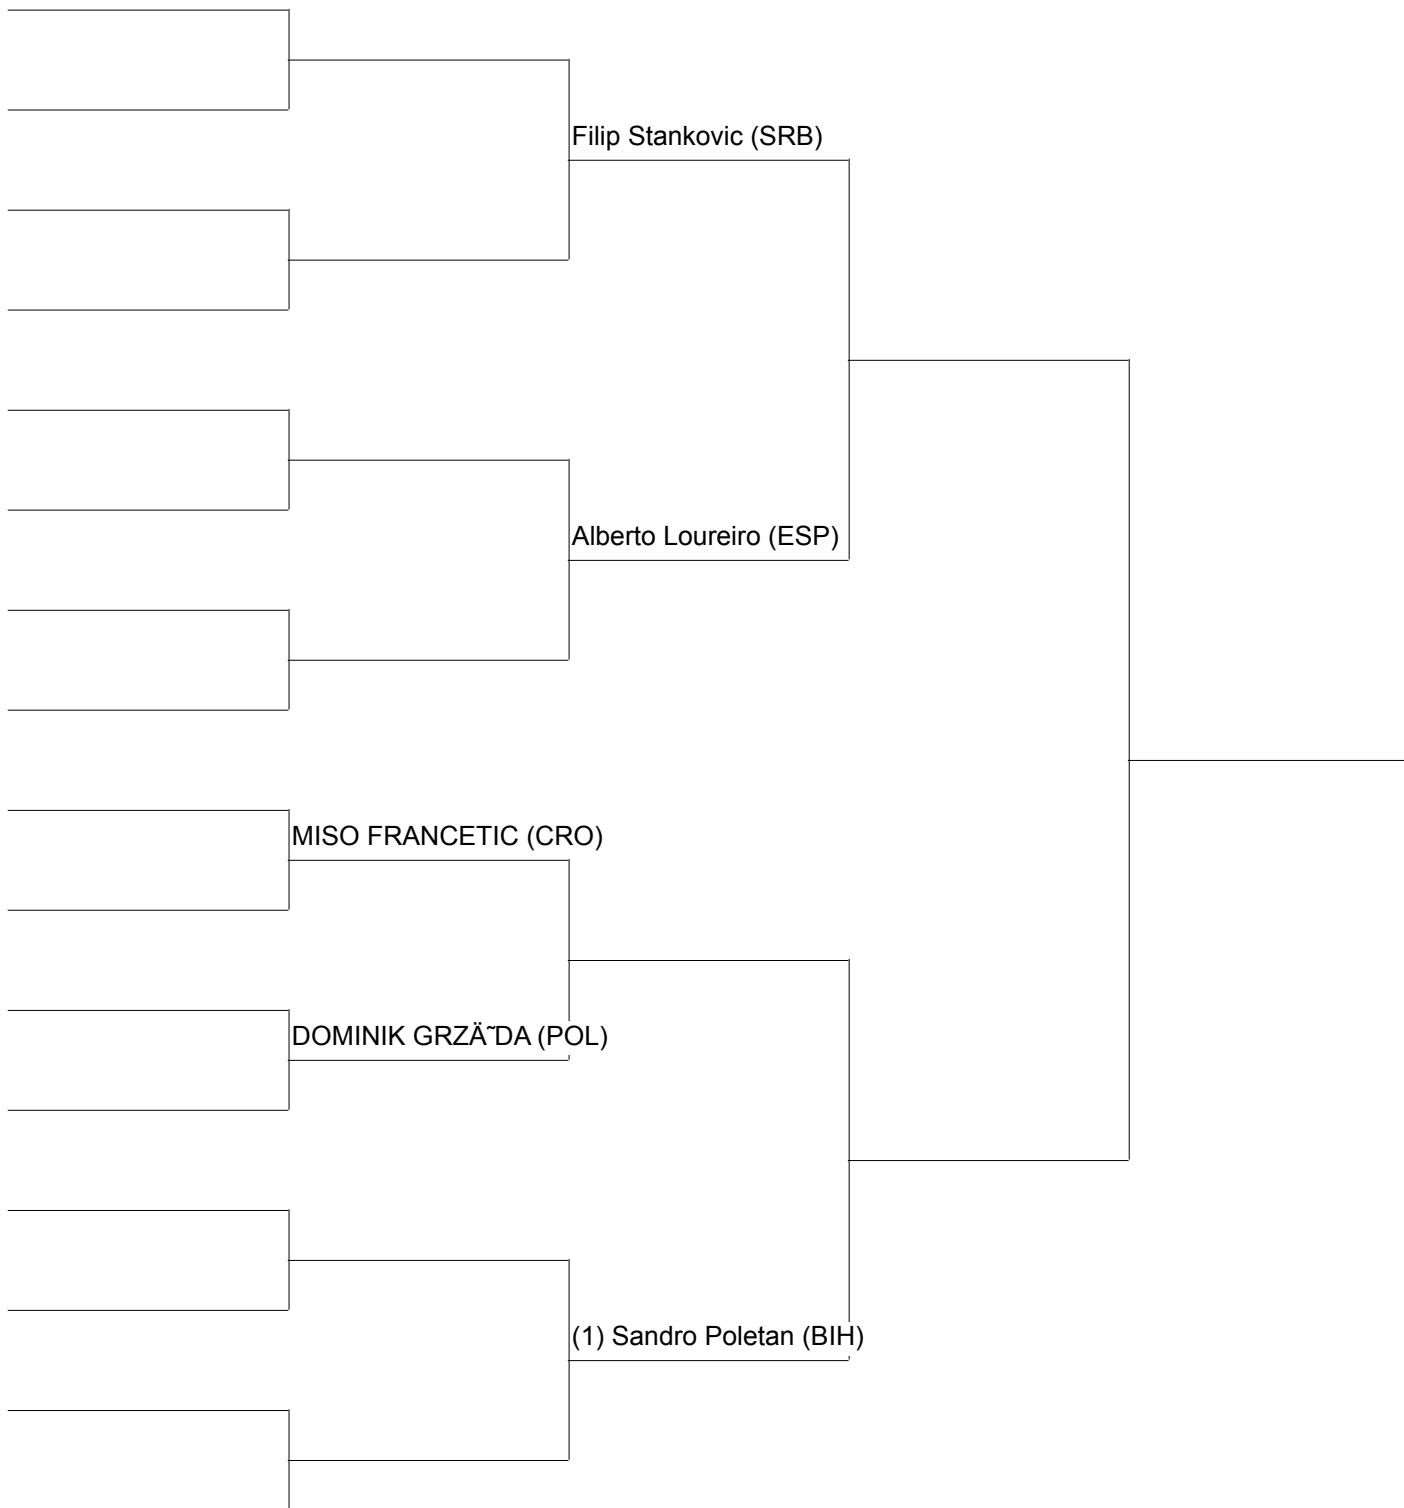 Filip Stankovic (SRB)
Alberto Loureiro (ESP)
MISO FRANCETIC (CRO)
DOMINIK GRZÄ˜DA (POL)
(1) Sandro Poletan (BIH)